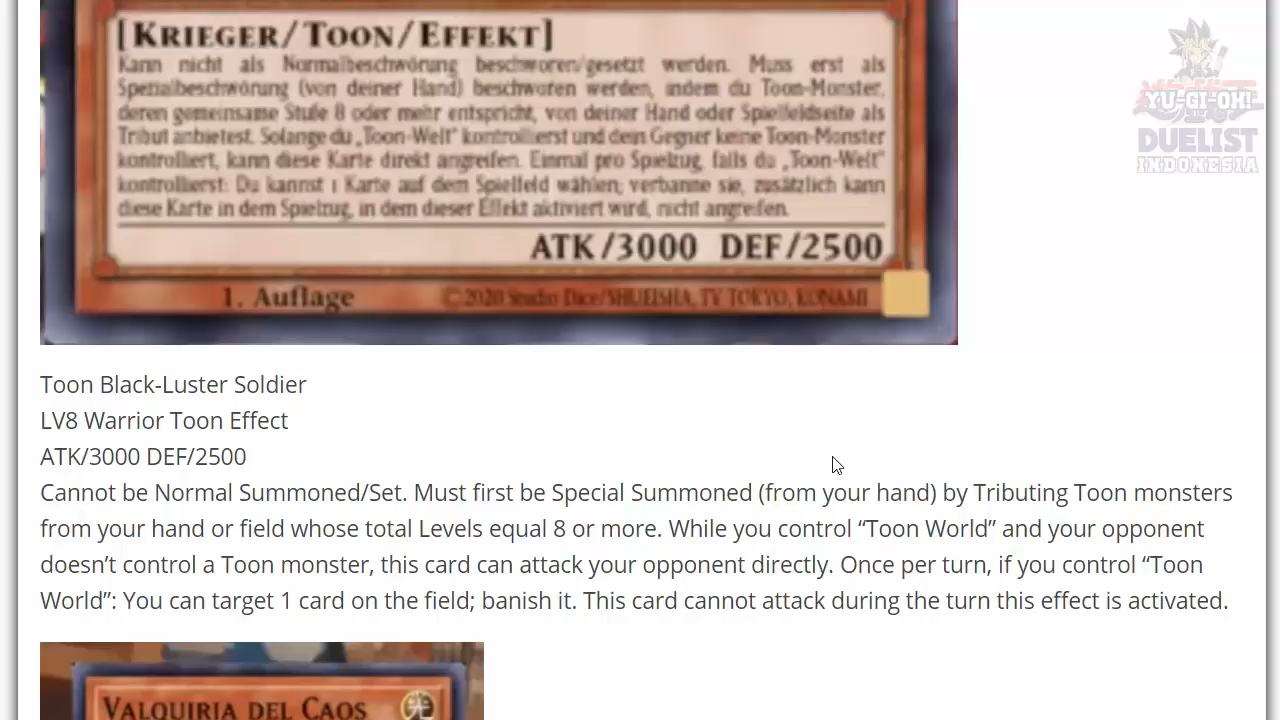 [KRIEGER/TOON/EFFEKT]
Kann nicht als Normalbeschwörung beschworen/gesetzt werden. Muss erst als
Spezialbeschwörung (von deiner Hand) beschworen werden, indem du Toon-Monster,
deren gemeinsame Stufe 8 oder mehr entspricht, von deiner Hand oder Spielfeldseite als
Tribut anbietest. Solange du „Toon-Welt“ kontrollierst und dein Gegner keine Toon-Monster
kontrolliert, kann diese Karte direkt angreifen. Einmal pro Spielzug, falls du „Toon-Welt“
kontrollierst: Du kannst 1 Karte auf dem Spielfeld wählen; verbanne sie, zusätzlich kann
diese Karte in dem Spielzug, in dem dieser Effekt aktiviert wird, nicht angreifen.
ATK/3000 DEF/2500
1. Auflage ©2020 Studio Dice/SHUEISHA, TV TOKYO, KONAMI
YU-GI-OH!
DUELIST
INDONESIA
Toon Black-Luster Soldier
LV8 Warrior Toon Effect
ATK/3000 DEF/2500
Cannot be Normal Summoned/Set. Must first be Special Summoned (from your hand) by Tributing Toon monsters
from your hand or field whose total Levels equal 8 or more. While you control “Toon World” and your opponent
doesn’t control a Toon monster, this card can attack your opponent directly. Once per turn, if you control “Toon
World”: You can target 1 card on the field; banish it. This card cannot attack during the turn this effect is activated.
VALQUIRIA DEL CAOS